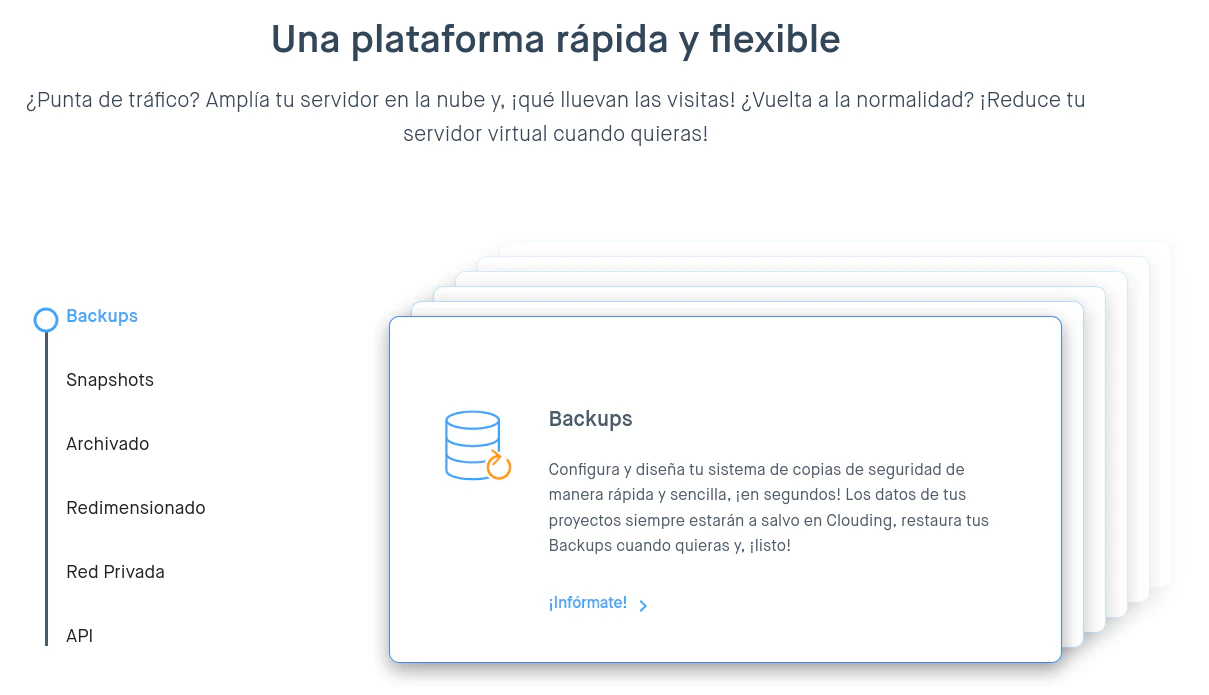 Una plataforma rápida y flexible
¿Punta de tráfico? Amplía tu servidor en la nube y, ¡qué lluevan las visitas! ¿Vuelta a la normalidad? ¡Reduce tu
servidor virtual cuando quieras!
Backups
Snapshots
Archivado
Redimensionado
Red Privada
API
Backups
Configura y diseña tu sistema de copias de seguridad de
manera rápida y sencilla, ¡en segundos! Los datos de tus
proyectos siempre estarán a salvo en Clouding, restaura tus
Backups cuando quieras y, ¡listo!
¡Infórmate!